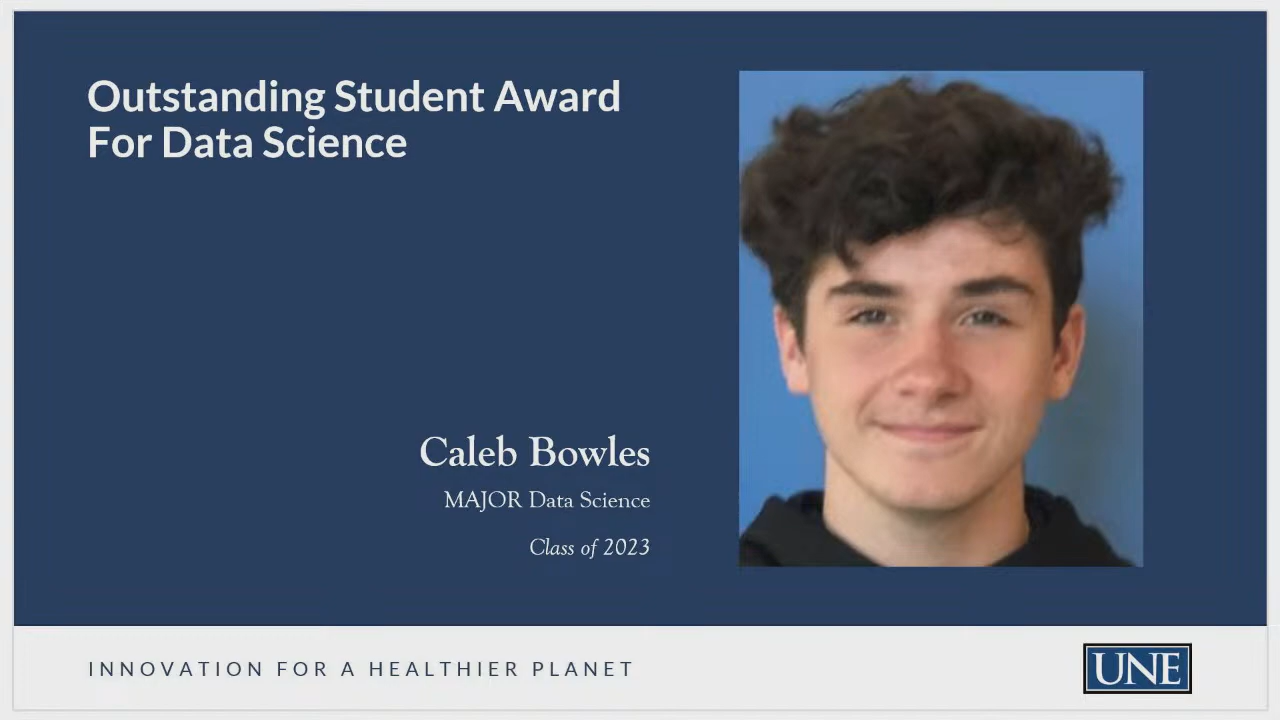 Outstanding Student Award
For Data Science
Caleb Bowles
MAJOR Data Science
Class of 2023
INNOVATION FOR A HEALTHIER PLANET
UNE